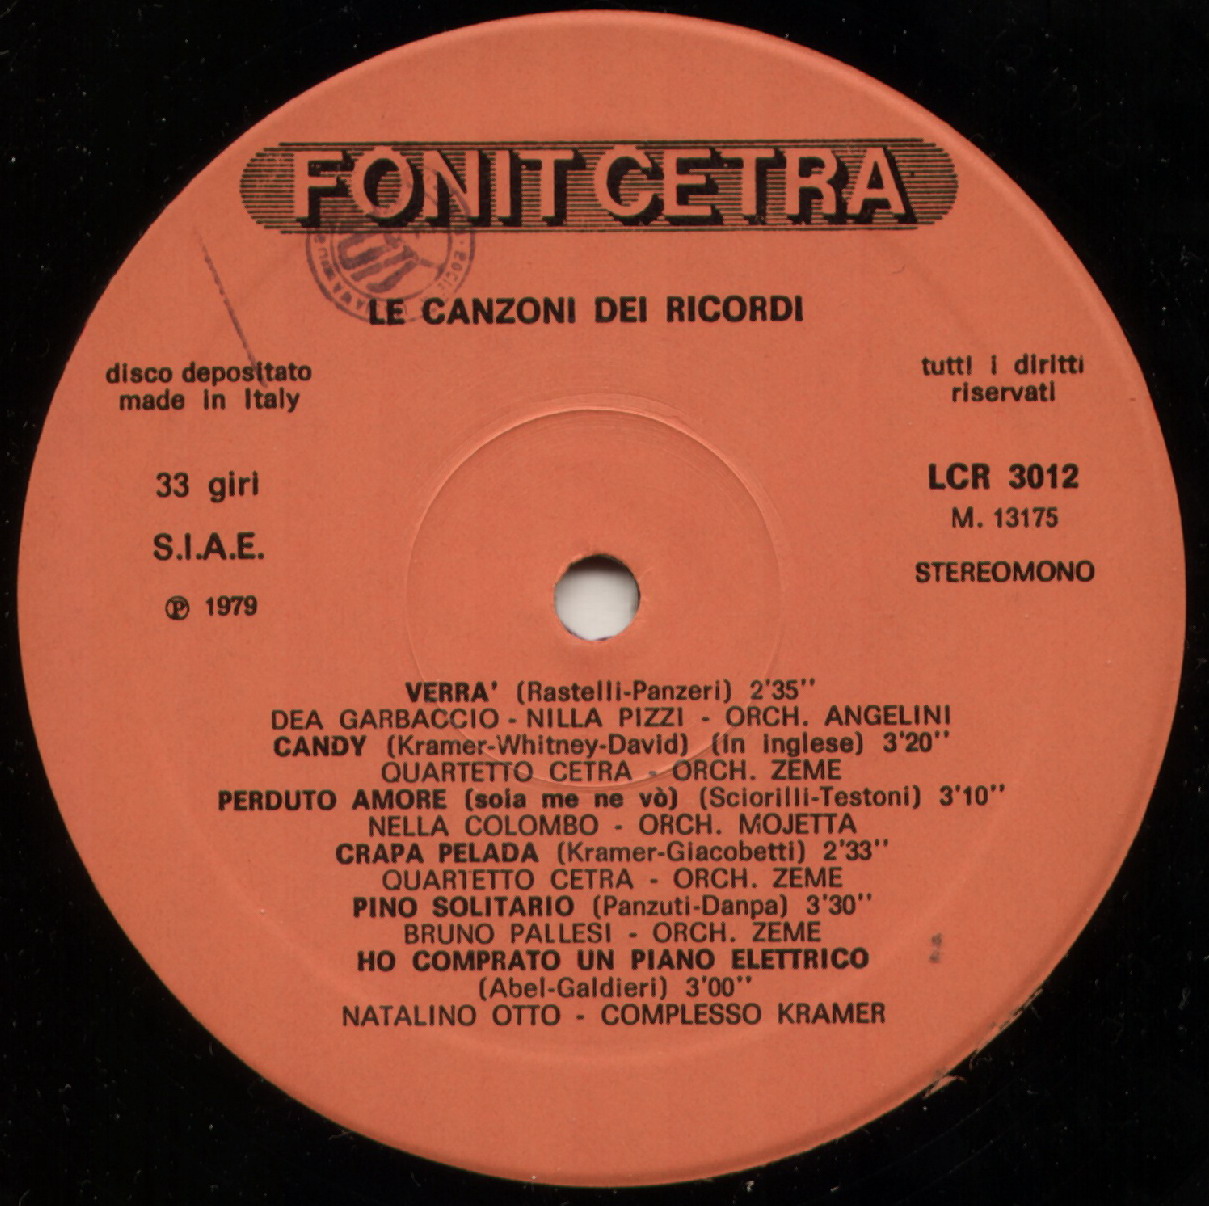 FONIT CETRA
LE CANZONI DEI RICORDI
disco depositato
made in Italy
tutti i diritti
riservati
33 giri
S.I.A.E.
℗ 1979
LCR 3012
M. 13175
STEREOMONO
VERRA' (Rastelli-Panzeri) 2'35''
DEA GARBACCIO - NILLA PIZZI - ORCH. ANGELINI
CANDY (Kramer-Whitney-David) (in inglese) 3'20''
QUARTETTO CETRA - ORCH. ZEME
PERDUTO AMORE (sola me ne vò) (Sciorilli-Testoni) 3'10''
NELLA COLOMBO - ORCH. MOJETTA
CRAPA PELADA (Kramer-Giacobetti) 2'33''
QUARTETTO CETRA - ORCH. ZEME
PINO SOLITARIO (Panzuti-Danpa) 3'30''
BRUNO PALLESI - ORCH. ZEME
HO COMPRATO UN PIANO ELETTRICO
(Abel-Galdieri) 3'00''
NATALINO OTTO - COMPLESSO KRAMER